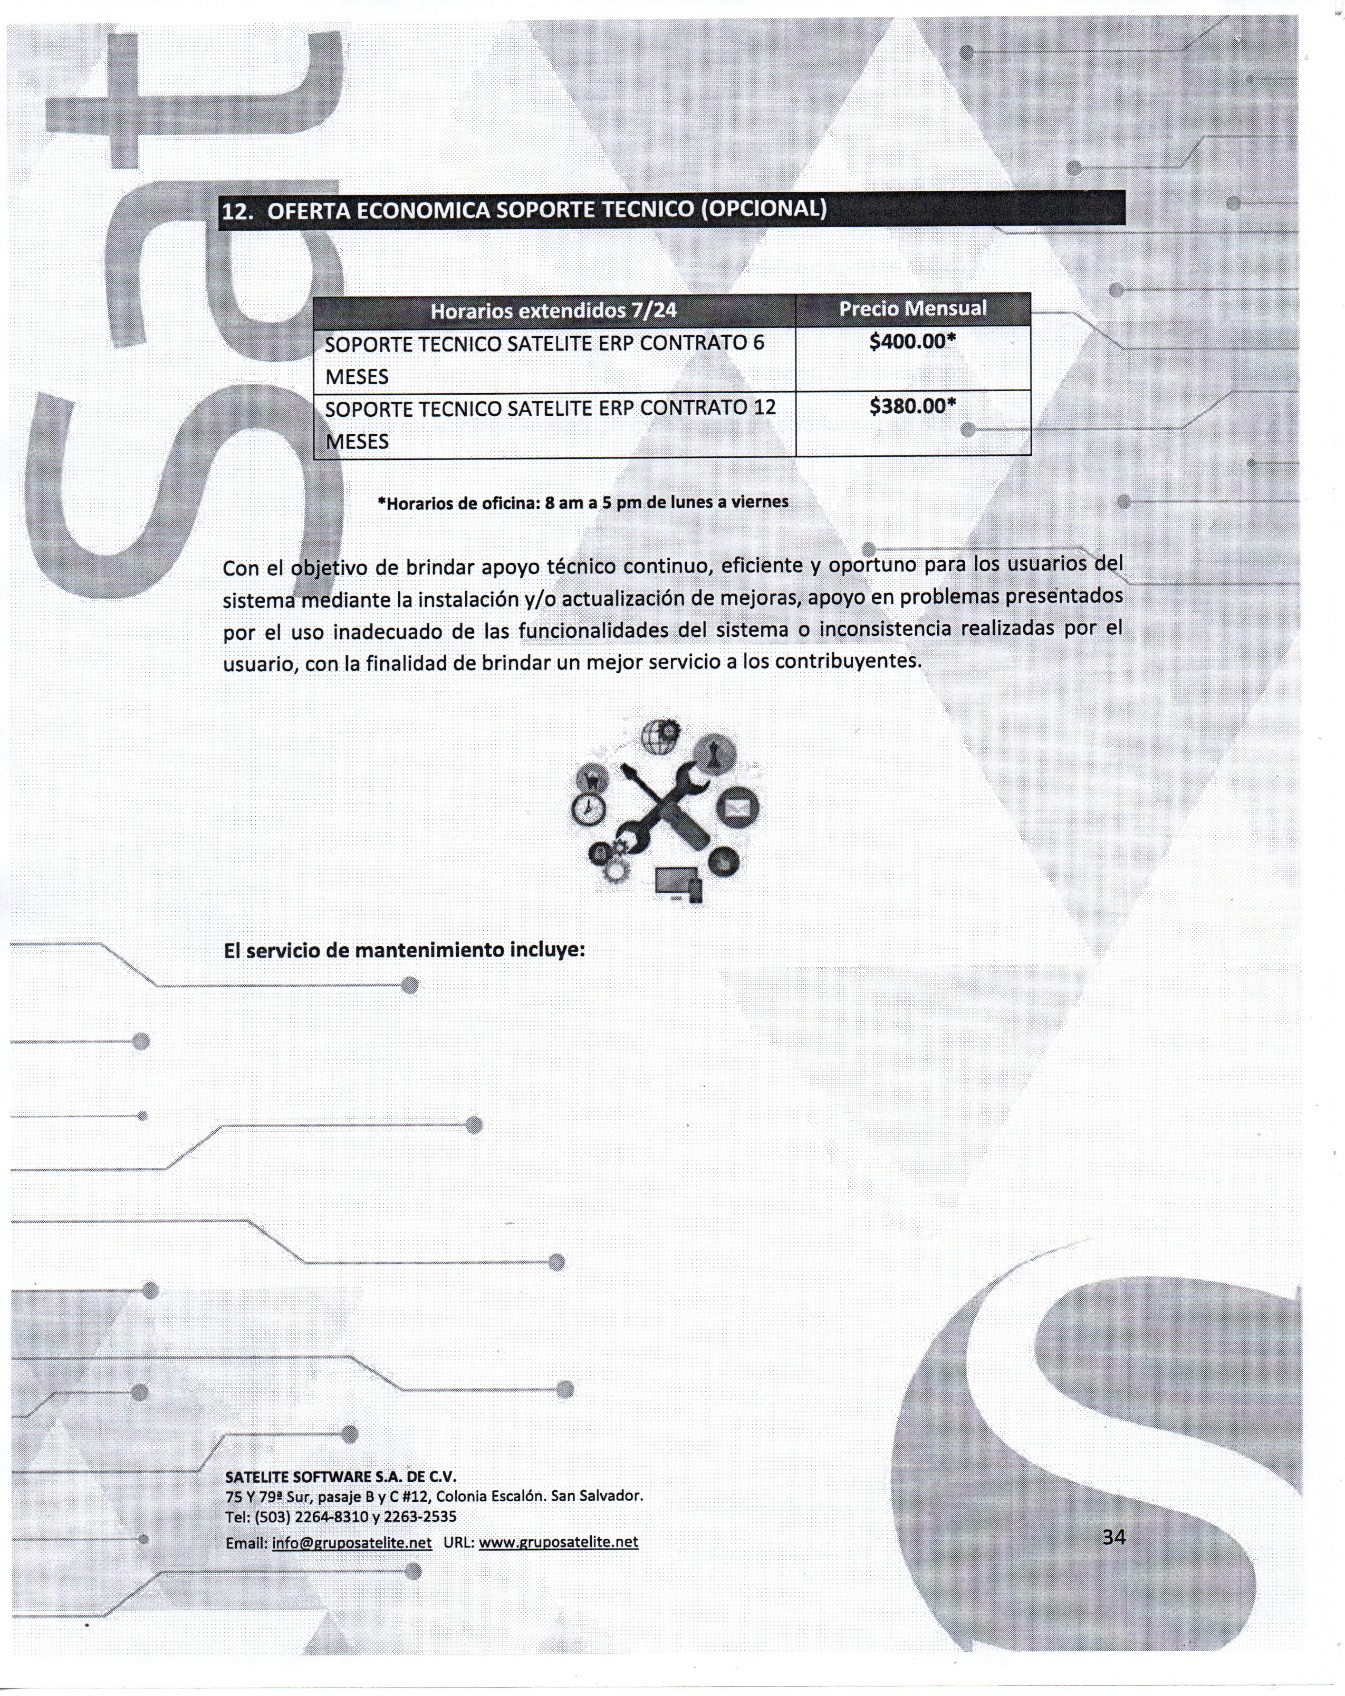 Sat
12. OFERTA ECONOMICA SOPORTE TECNICO (OPCIONAL)
Horarios extendidos 7/24 Precio Mensual
SOPORTE TECNICO SATELITE ERP CONTRATO 6 $400.00*
MESES
SOPORTE TECNICO SATELITE ERP CONTRATO 12 $380.00*
MESES
*Horarios de oficina: 8 am a 5 pm de lunes a viernes
Con el objetivo de brindar apoyo técnico continuo, eficiente y oportuno para los usuarios del
sistema mediante la instalación y/o actualización de mejoras, apoyo en problemas presentados
por el uso inadecuado de las funcionalidades del sistema o inconsistencia realizadas por el
usuario, con la finalidad de brindar un mejor servicio a los contribuyentes.
El servicio de mantenimiento incluye:
SATELITE SOFTWARE S.A. DE C.V.
75 Y 79ª Sur, pasaje B y C #12, Colonia Escalón. San Salvador.
Tel: (503) 2264-8310 y 2263-2535
Email: info@gruposatelite.net URL: www.gruposatelite.net
34